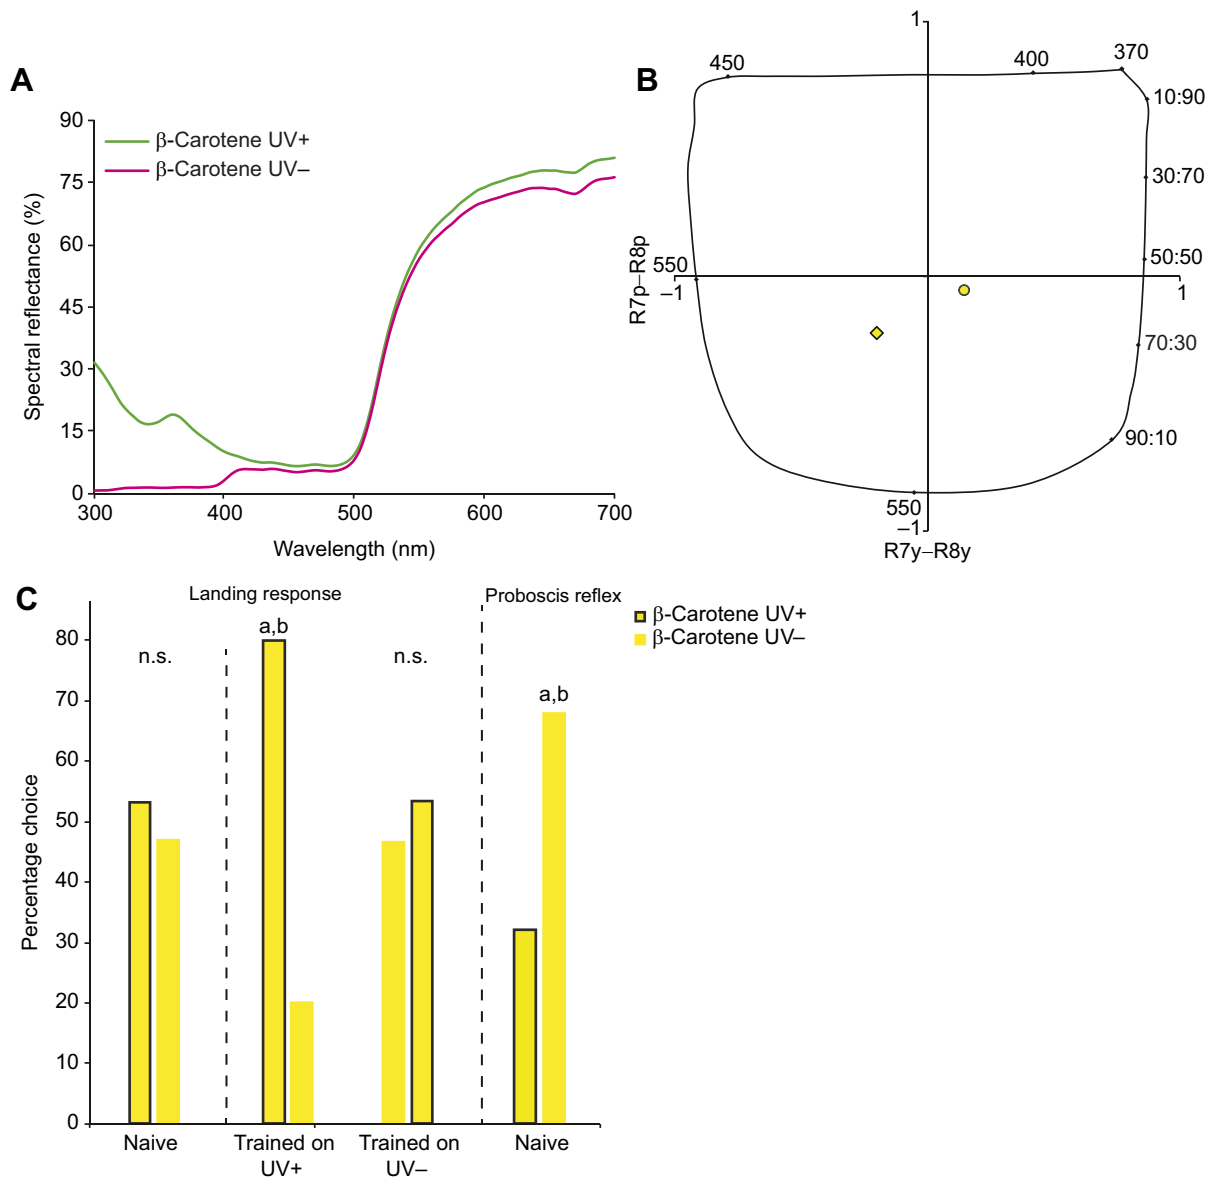 A
90
75
60
45
30
15
0
300
400
500
600
700
Spectral reflectance (%)
Wavelength (nm)
β-Carotene UV+
β-Carotene UV–
B
1
450
400
370
10:90
30:70
50:50
550
–1
1
70:30
90:10
550
–1
R7p–R8p
R7y–R8y
C
Landing response
Proboscis reflex
β-Carotene UV+
β-Carotene UV–
80
70
60
50
40
30
20
10
0
Percentage choice
n.s.
a,b
n.s.
a,b
Naive
Trained on
UV+
Trained on
UV–
Naive